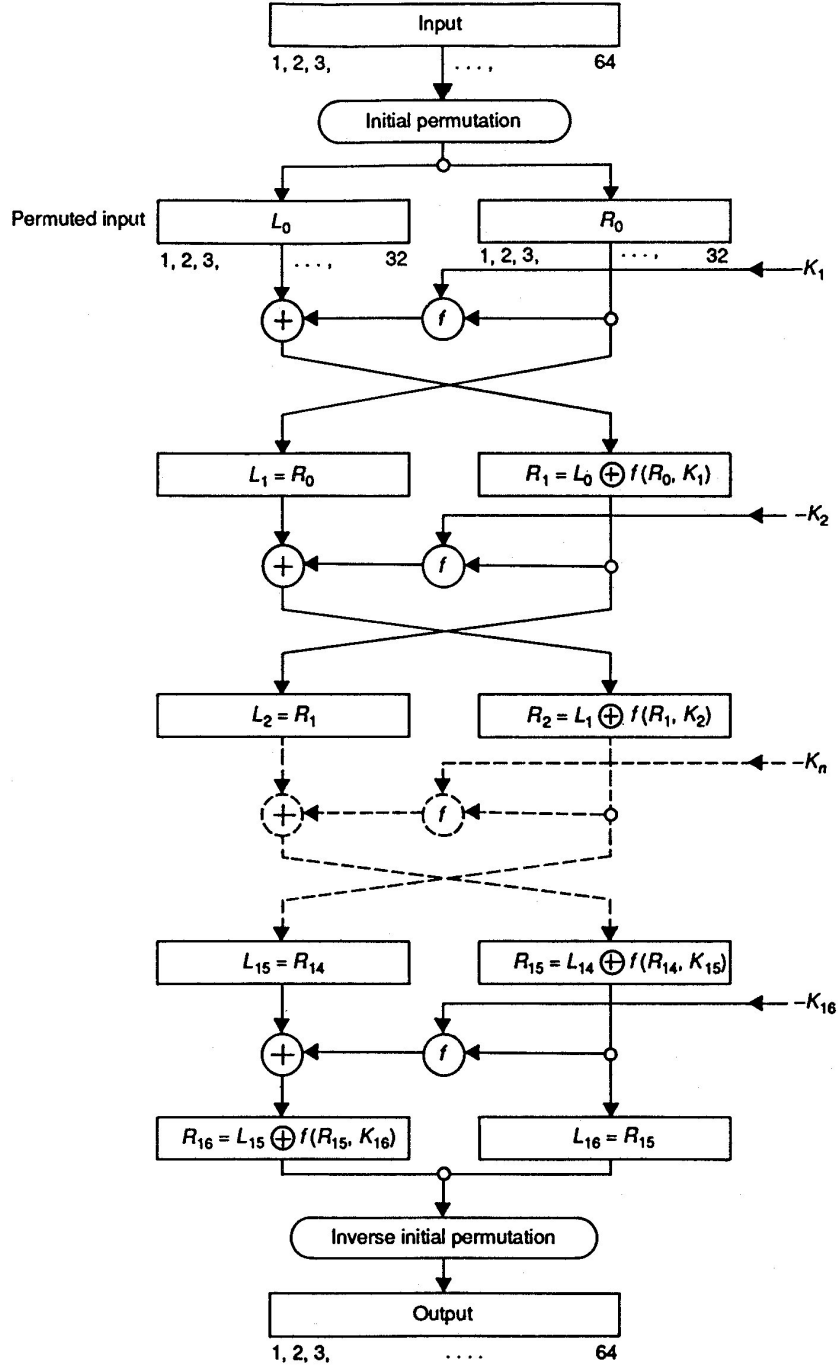 Input
1, 2, 3, . . . . , 64
Initial permutation
Permuted input L₀ R₀
1, 2, 3, . . . . , 32 1, 2, 3, . . . . , 32
–K₁
+ f
L₁ = R₀ R₁ = L₀ ⊕ f(R₀, K₁)
–K₂
+ f
L₂ = R₁ R₂ = L₁ ⊕ f(R₁, K₂)
–Kₙ
+ f
L₁₅ = R₁₄ R₁₅ = L₁₄ ⊕ f(R₁₄, K₁₅)
–K₁₆
+ f
R₁₆ = L₁₅ ⊕ f(R₁₅, K₁₆) L₁₆ = R₁₅
Inverse initial permutation
Output
1, 2, 3, . . . . 64